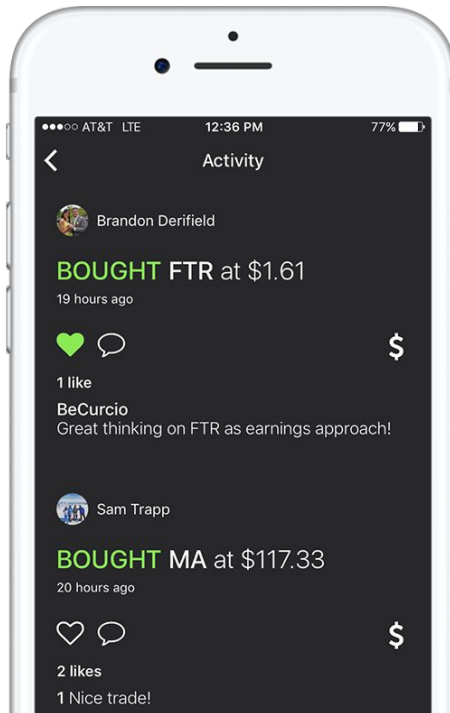 AT&T LTE 12:36 PM 77%
Activity
Brandon Derifield
BOUGHT FTR at $1.61
19 hours ago
$
1 like
BeCurcio
Great thinking on FTR as earnings approach!
Sam Trapp
BOUGHT MA at $117.33
20 hours ago
$
2 likes
1 Nice trade!